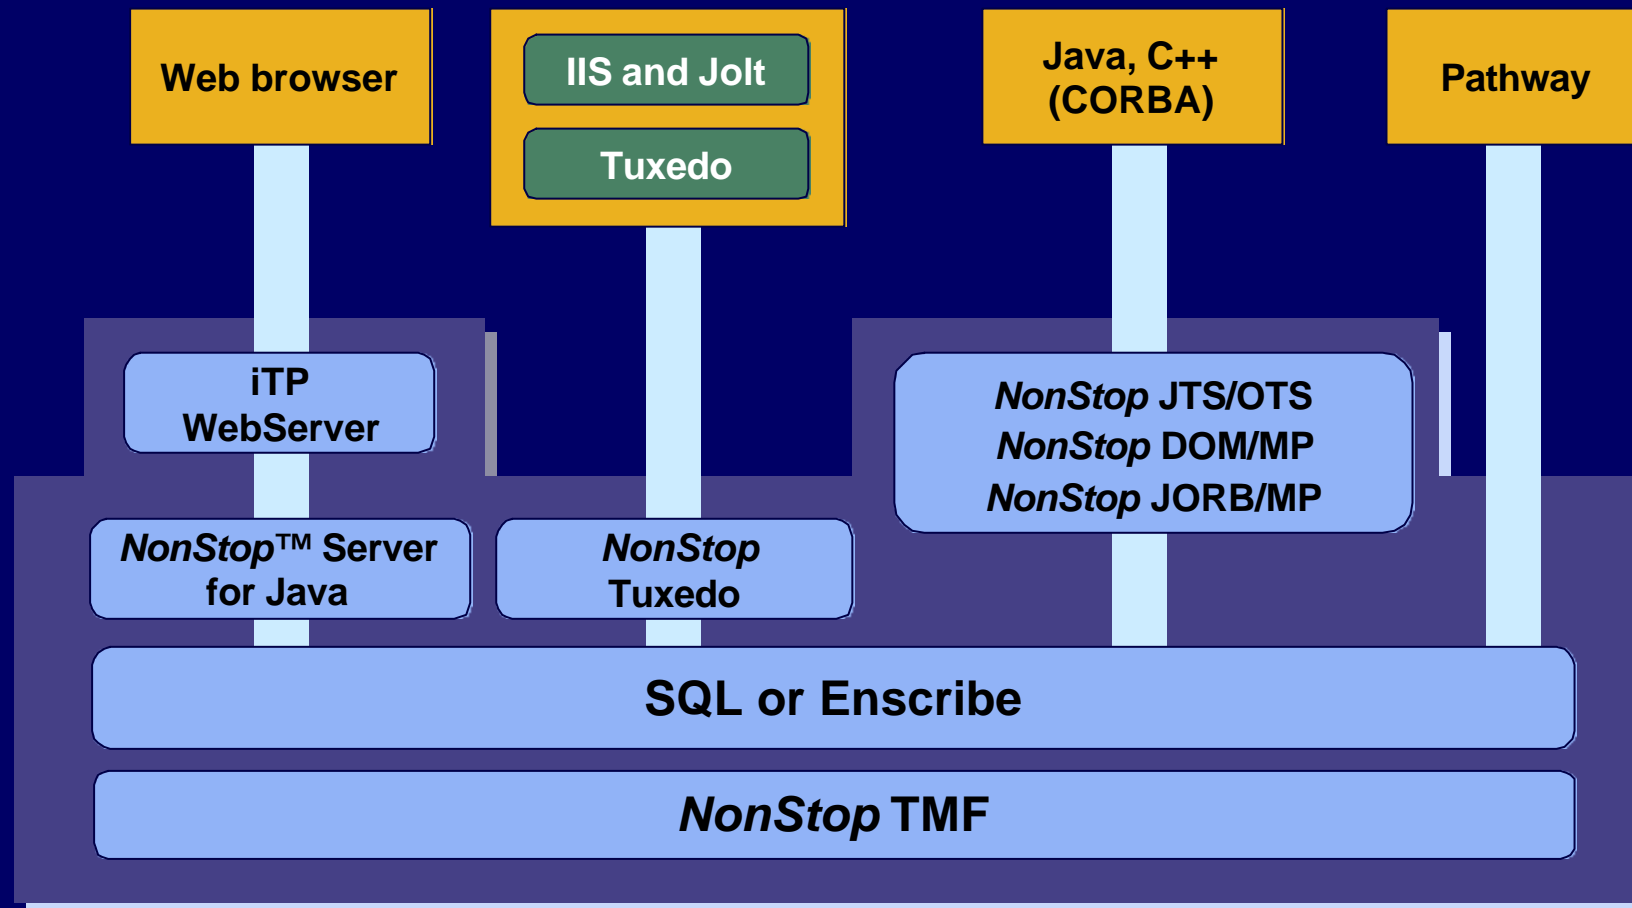 Web browser
IIS and Jolt
Tuxedo
Java, C++
(CORBA)
Pathway
iTP
WebServer
NonStop JTS/OTS
NonStop DOM/MP
NonStop JORB/MP
NonStop™ Server
for Java
NonStop
Tuxedo
SQL or Enscribe
NonStop TMF